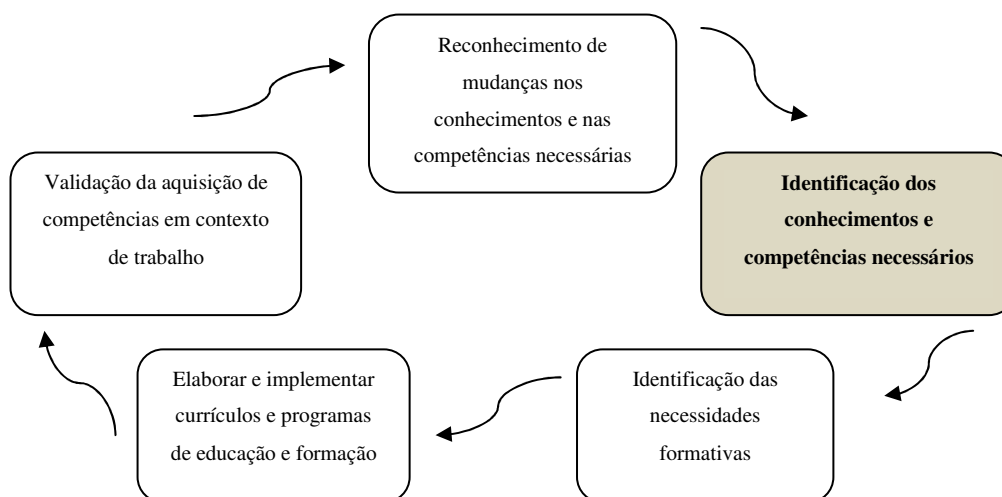 Reconhecimento de
mudanças nos
conhecimentos e nas
competências necessárias
Identificação dos
conhecimentos e
competências necessários
Identificação das
necessidades
formativas
Elaborar e implementar
currículos e programas
de educação e formação
Validação da aquisição de
competências em contexto
de trabalho